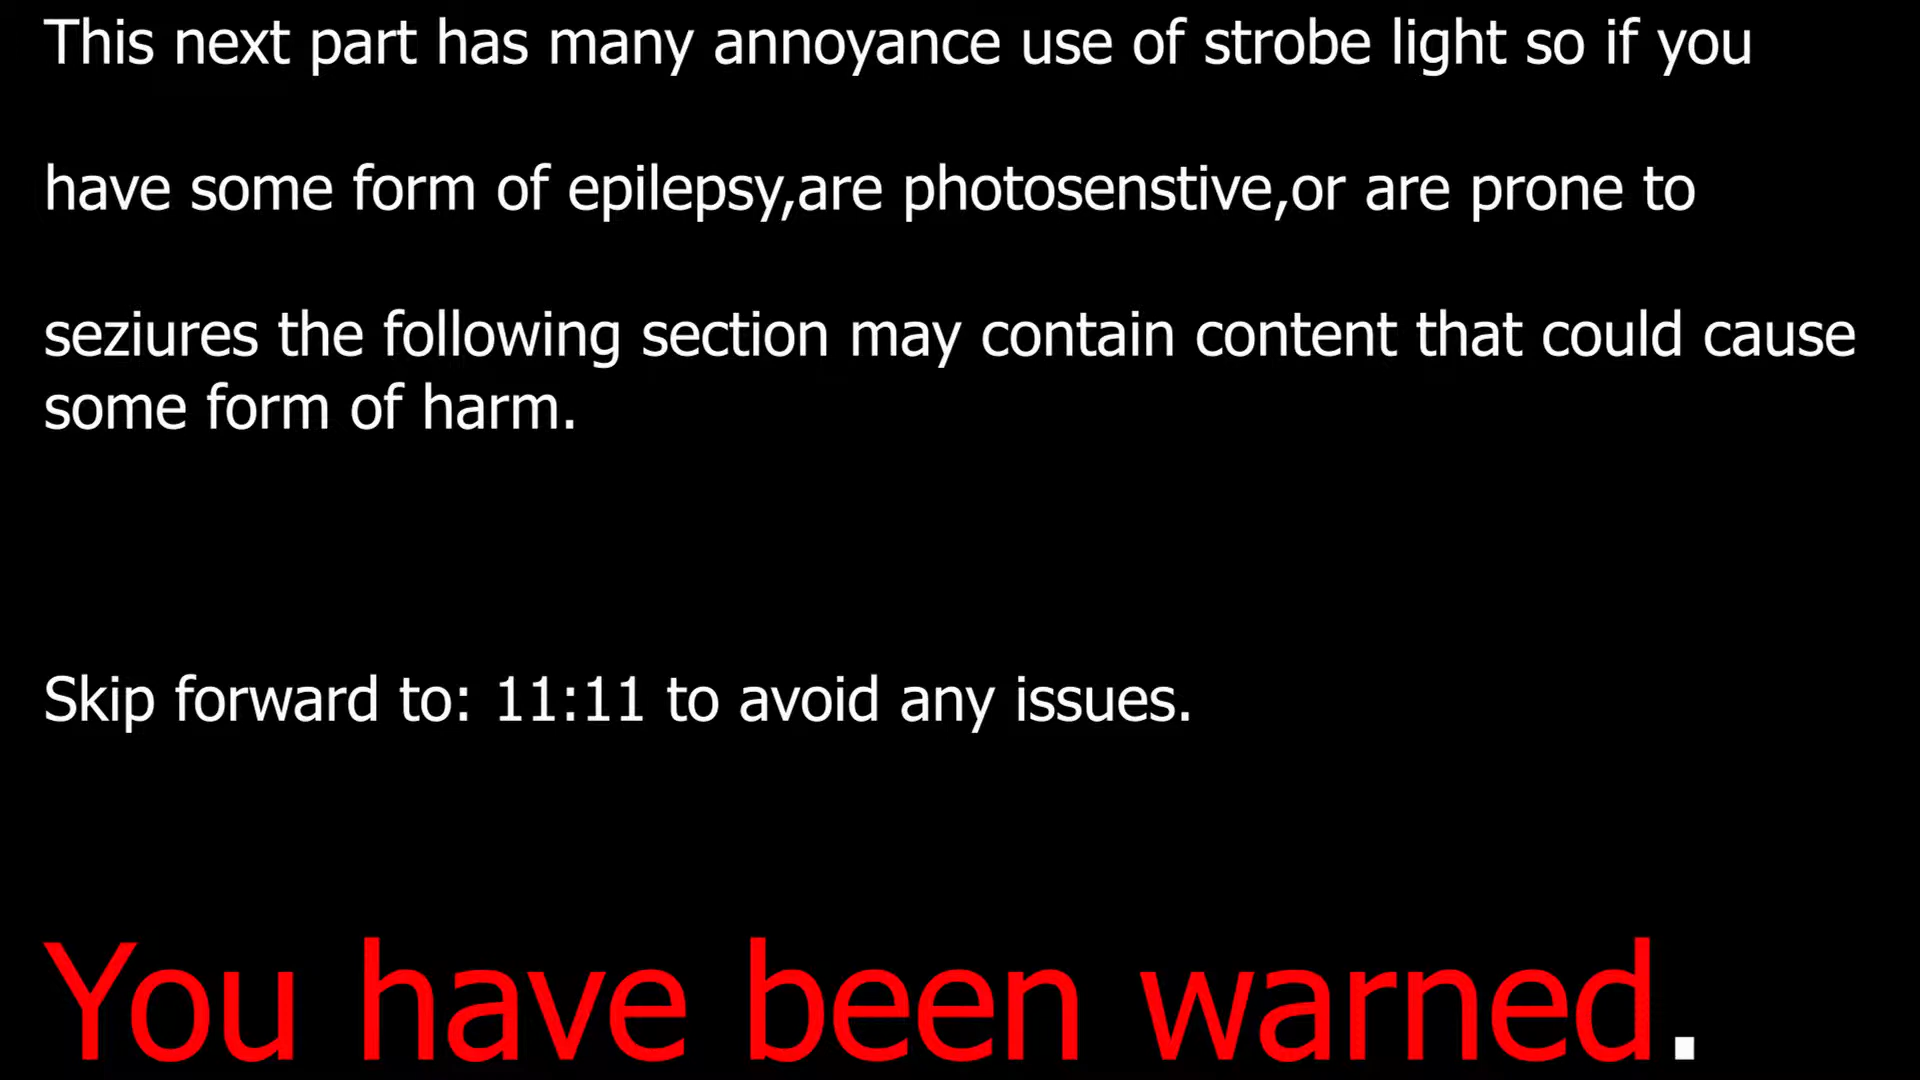 This next part has many annoyance use of strobe light so if you
have some form of epilepsy,are photosenstive,or are prone to
seziures the following section may contain content that could cause
some form of harm.
Skip forward to: 11:11 to avoid any issues.
You have been warned.